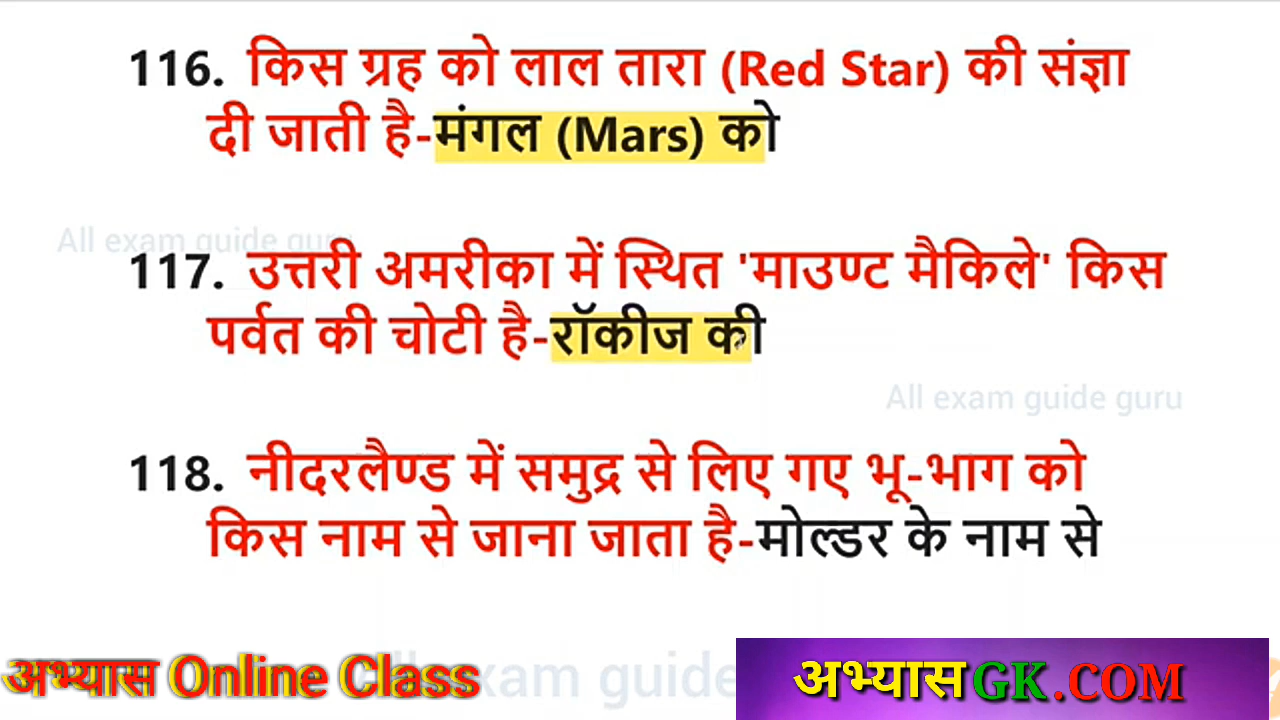 116. किस ग्रह को लाल तारा (Red Star) की संज्ञा
दी जाती है-मंगल (Mars) को
All exam guide guru
117. उत्तरी अमरीका में स्थित 'माउण्ट मैकिले' किस
पर्वत की चोटी है-रॉकीज की
All exam guide guru
118. नीदरलैण्ड में समुद्र से लिए गए भू-भाग को
किस नाम से जाना जाता है-मोल्डर के नाम से
अभ्यास Online Class exam guide
अभ्यासGK.COM